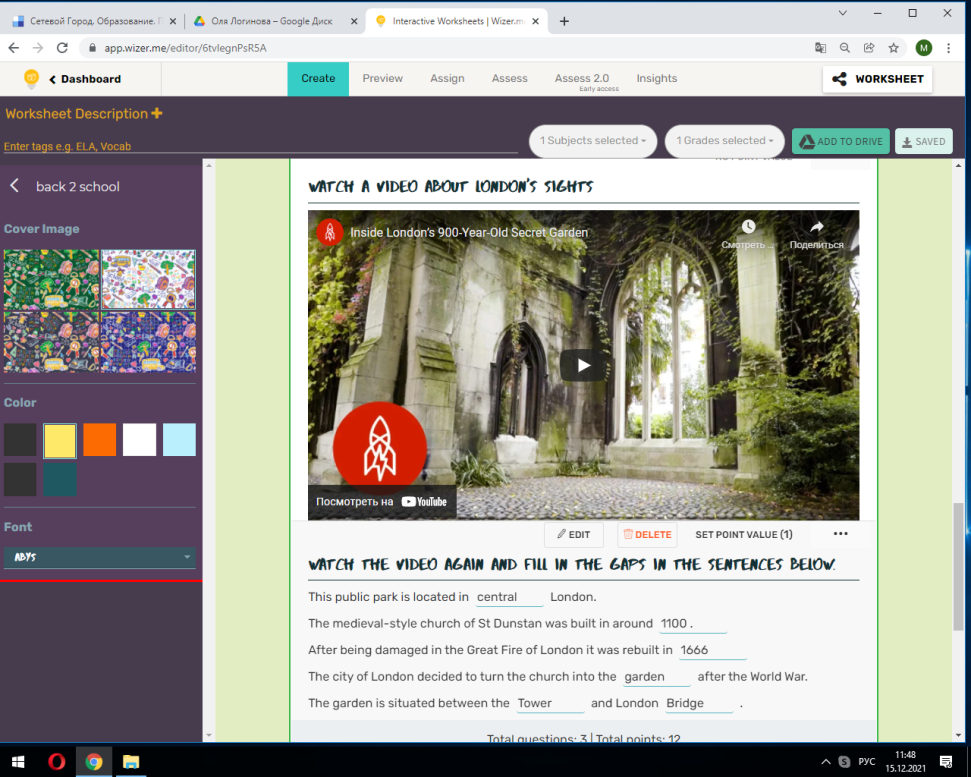 Сетевой Город. Образование. П
Оля Логинова – Google Диск
Interactive Worksheets | Wizer.m
app.wizer.me/editor/6tvlegnPsR5A
M
Dashboard
Create
Preview
Assign
Assess
Assess 2.0
Early access
Insights
WORKSHEET
Worksheet Description
Enter tags e.g. ELA, Vocab
1 Subjects selected
1 Grades selected
ADD TO DRIVE
SAVED
back 2 school
Cover Image
Color
Font
ABYS
NO POINT VALUE
WATCH A VIDEO ABOUT LONDON'S SIGHTS
Inside London's 900-Year-Old Secret Garden
Смотреть ...
Поделиться
Посмотреть на YouTube
EDIT
DELETE
SET POINT VALUE (1)
WATCH THE VIDEO AGAIN AND FILL IN THE GAPS IN THE SENTENCES BELOW.
This public park is located in central London.
The medieval-style church of St Dunstan was built in around 1100 .
After being damaged in the Great Fire of London it was rebuilt in 1666
The city of London decided to turn the church into the garden after the World War.
The garden is situated between the Tower and London Bridge .
Total questions: 3 | Total points: 12
S
РУС
11:48
15.12.2021